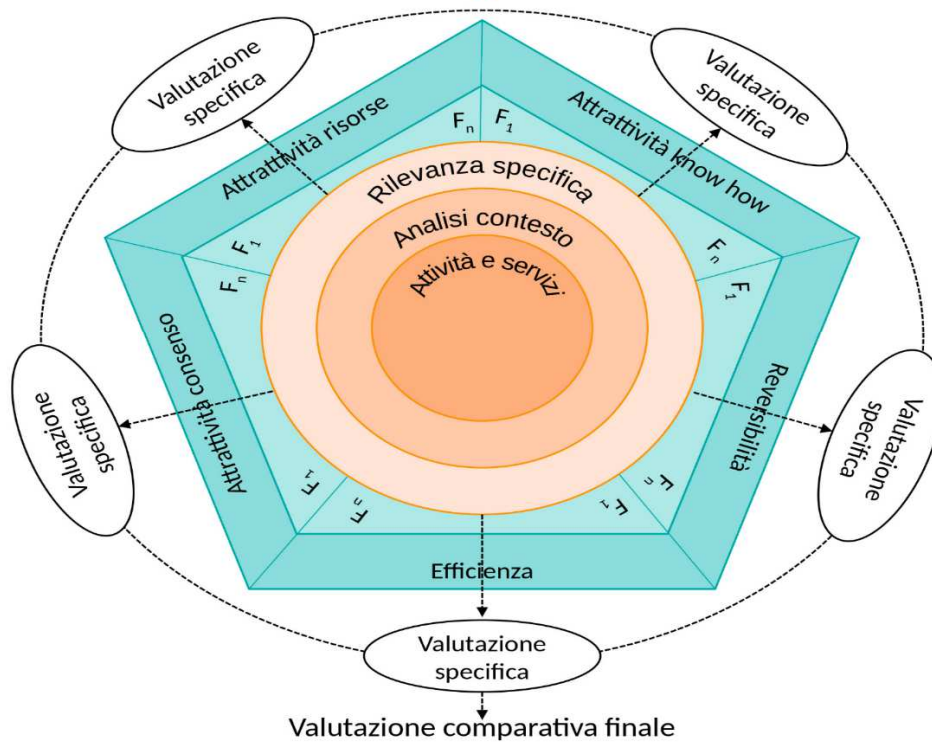 Valutazione
specifica
Valutazione
specifica
Attrattività risorse
Attrattività know how
Fn
F1
Rilevanza specifica
Analisi contesto
Attività e servizi
F1
Fn
Fn
F1
Attrattività consenso
Reversibilità
Valutazione
specifica
Valutazione
specifica
F1
Fn
F1
Fn
Efficienza
Valutazione
specifica
Valutazione comparativa finale